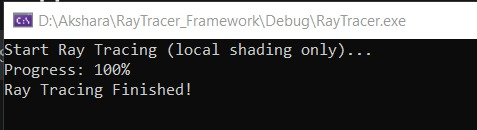 D:\Akshara\RayTracer_Framework\Debug\RayTracer.exe
Start Ray Tracing (local shading only)...
Progress: 100%
Ray Tracing Finished!